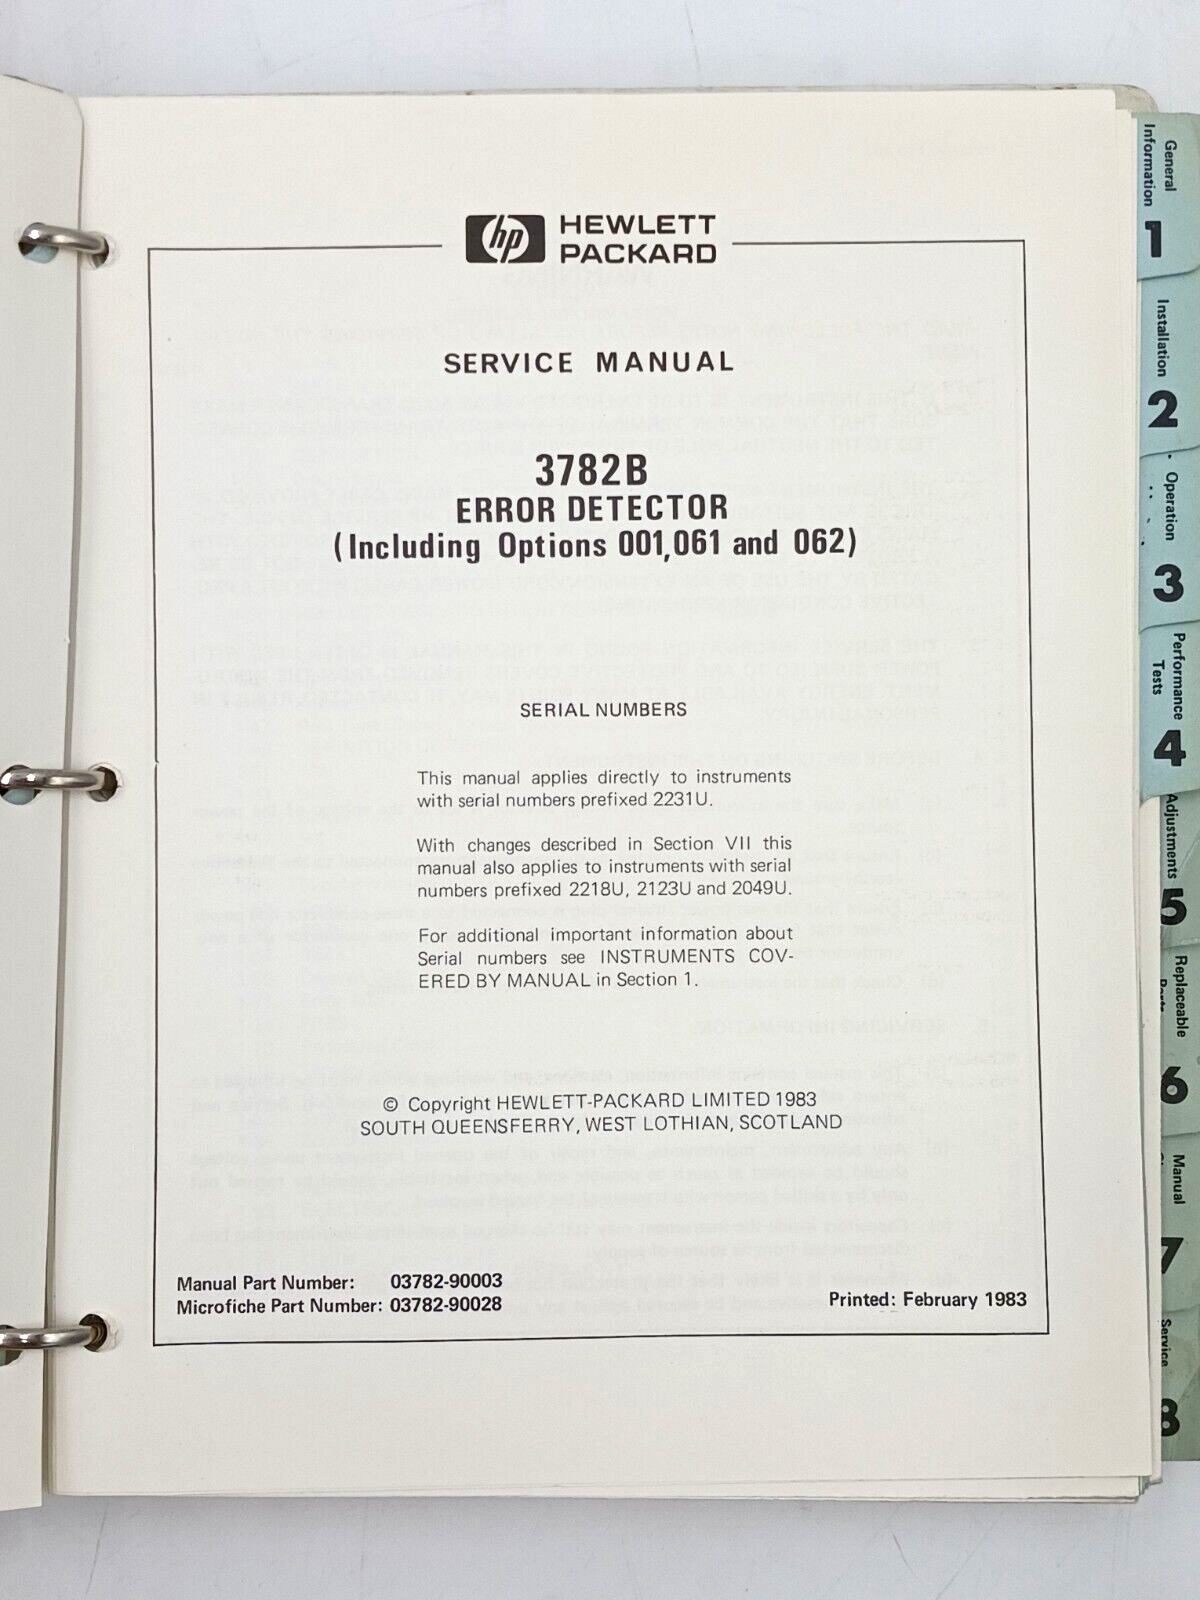 hp HEWLETT
PACKARD
SERVICE MANUAL
3782B
ERROR DETECTOR
(Including Options 001,061 and 062)
SERIAL NUMBERS
This manual applies directly to instruments
with serial numbers prefixed 2231U.
With changes described in Section VII this
manual also applies to instruments with serial
numbers prefixed 2218U, 2123U and 2049U.
For additional important information about
Serial numbers see INSTRUMENTS COV-
ERED BY MANUAL in Section 1.
© Copyright HEWLETT-PACKARD LIMITED 1983
SOUTH QUEENSFERRY, WEST LOTHIAN, SCOTLAND
Manual Part Number: 03782-90003
Microfiche Part Number: 03782-90028
Printed: February 1983
General
Information
1
Installation
2
Operation
3
Performance
Tests
4
Adjustments
5
Replaceable
Parts
6
Manual
7
Service
8